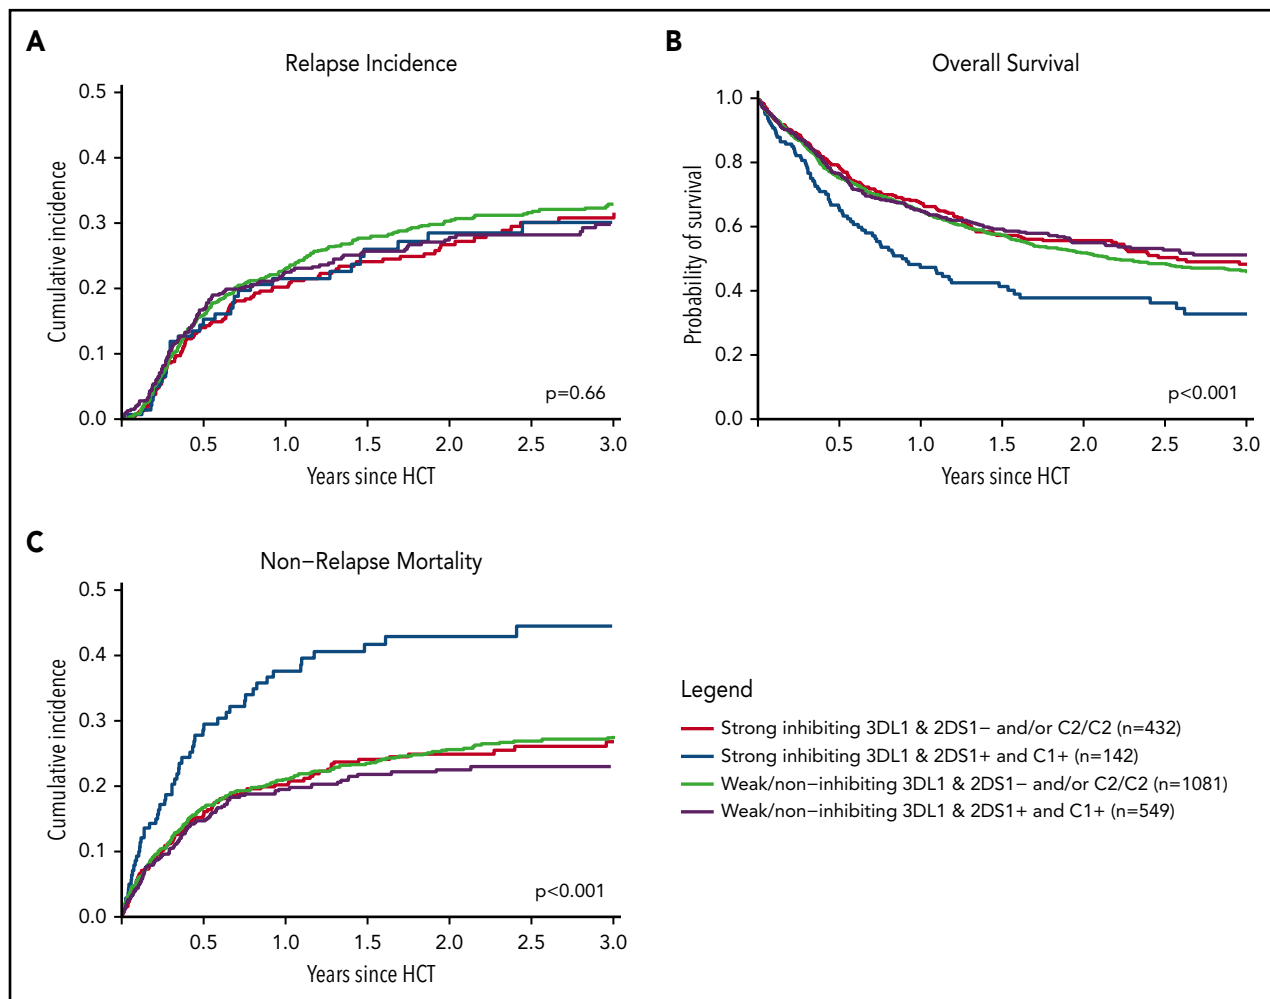 A
Relapse Incidence
0.5
0.4
0.3
0.2
0.1
0.0
Cumulative incidence
p=0.66
0.5 1.0 1.5 2.0 2.5 3.0
Years since HCT
B
Overall Survival
1.0
0.8
0.6
0.4
0.2
0.0
Probability of survival
p<0.001
0.5 1.0 1.5 2.0 2.5 3.0
Years since HCT
C
Non−Relapse Mortality
0.5
0.4
0.3
0.2
0.1
0.0
Cumulative incidence
p<0.001
0.5 1.0 1.5 2.0 2.5 3.0
Years since HCT
Legend
Strong inhibiting 3DL1 & 2DS1− and/or C2/C2 (n=432)
Strong inhibiting 3DL1 & 2DS1+ and C1+ (n=142)
Weak/non−inhibiting 3DL1 & 2DS1− and/or C2/C2 (n=1081)
Weak/non−inhibiting 3DL1 & 2DS1+ and C1+ (n=549)